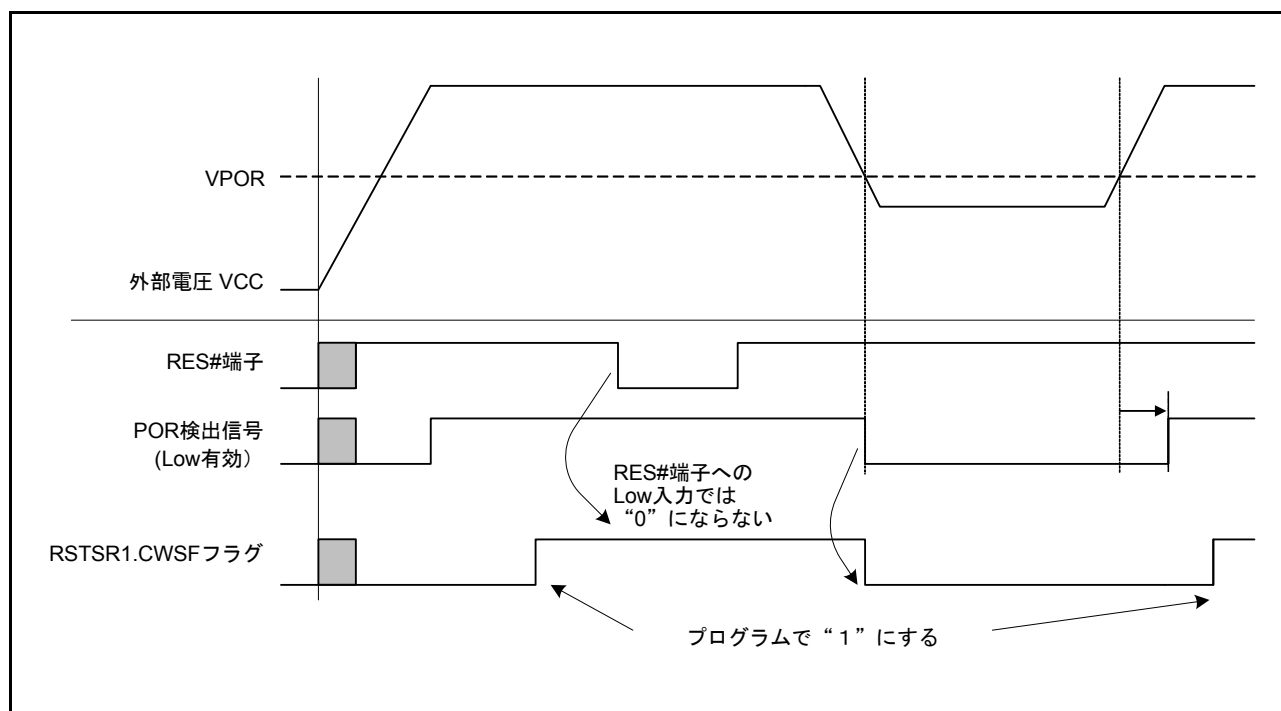 VPOR
外部電圧 VCC
RES#端子
POR検出信号
(Low有効）
RES#端子への
Low入力では
“0”にならない
RSTSR1.CWSFフラグ
プログラムで“１”にする